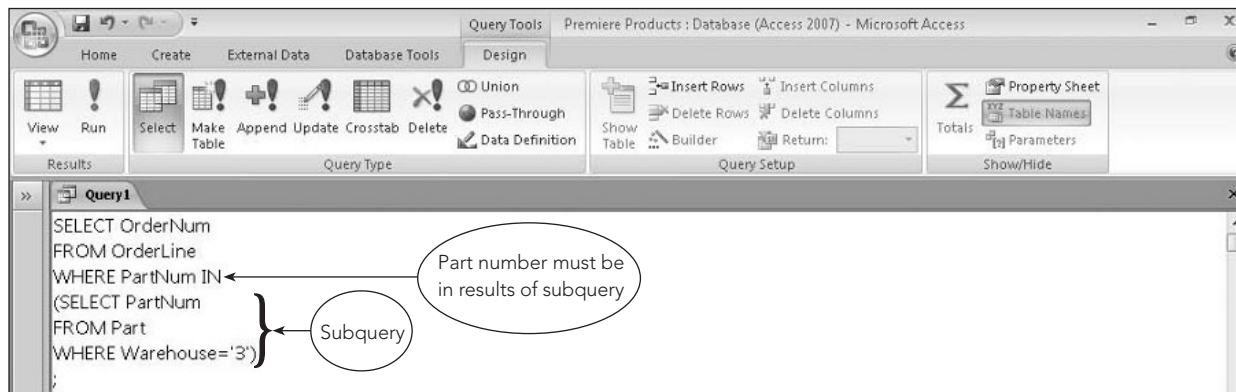 Query Tools
Premiere Products : Database (Access 2007) - Microsoft Access
Home Create External Data Database Tools Design
View
Run
Results
Select
Make Table
Append
Update
Crosstab
Delete
Union
Pass-Through
Data Definition
Query Type
Show Table
Insert Rows
Delete Rows
Builder
Insert Columns
Delete Columns
Return:
Query Setup
Σ
Totals
Property Sheet
XYZ
Table Names
[?] Parameters
Show/Hide
»
Query1
SELECT OrderNum
FROM OrderLine
WHERE PartNum IN
(SELECT PartNum
FROM Part
WHERE Warehouse='3')
;
Part number must be
in results of subquery
Subquery